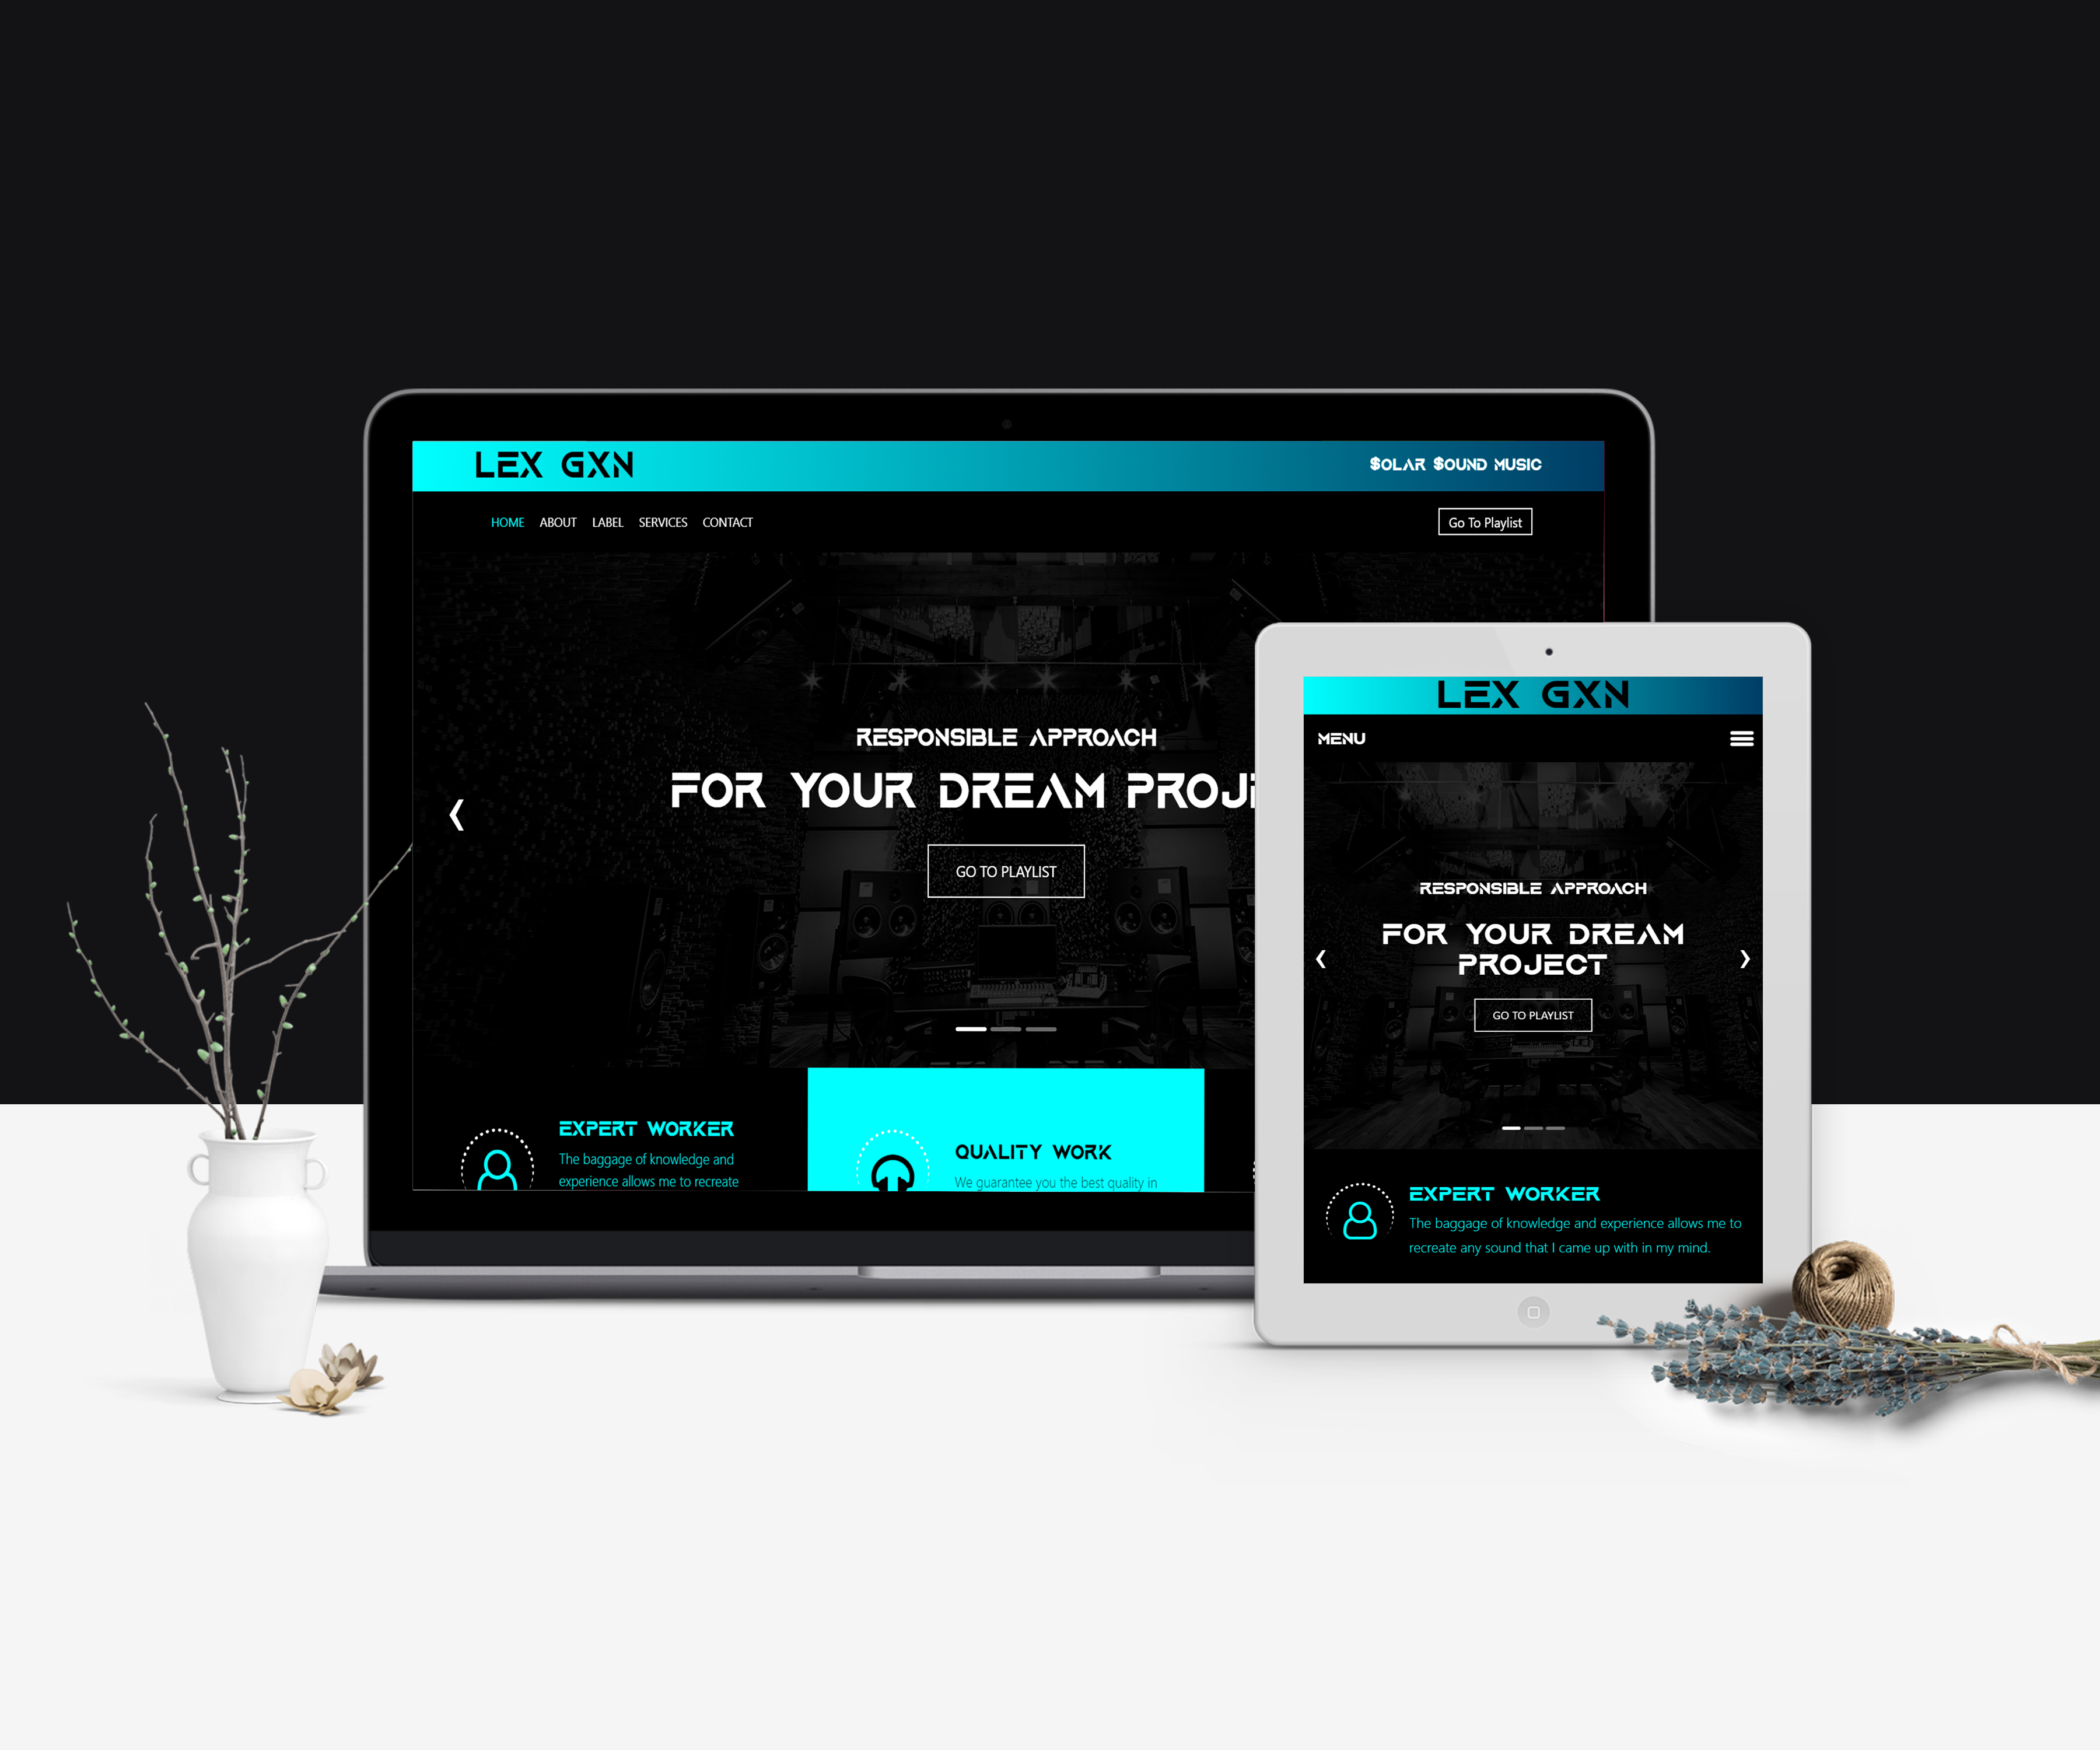 LEX GXN
$OLAR $OUND MUSIC
HOME ABOUT LABEL SERVICES CONTACT
Go To Playlist
RESPONSIBLE APPROACH
FOR YOUR DREAM PROJ
GO TO PLAYLIST
EXPERT WORKER
The baggage of knowledge and
experience allows me to recreate
QUALITY WORK
We guarantee you the best quality in
LEX GXN
MENU
RESPONSIBLE APPROACH
FOR YOUR DREAM
PROJECT
GO TO PLAYLIST
EXPERT WORKER
The baggage of knowledge and experience allows me to
recreate any sound that I came up with in my mind.